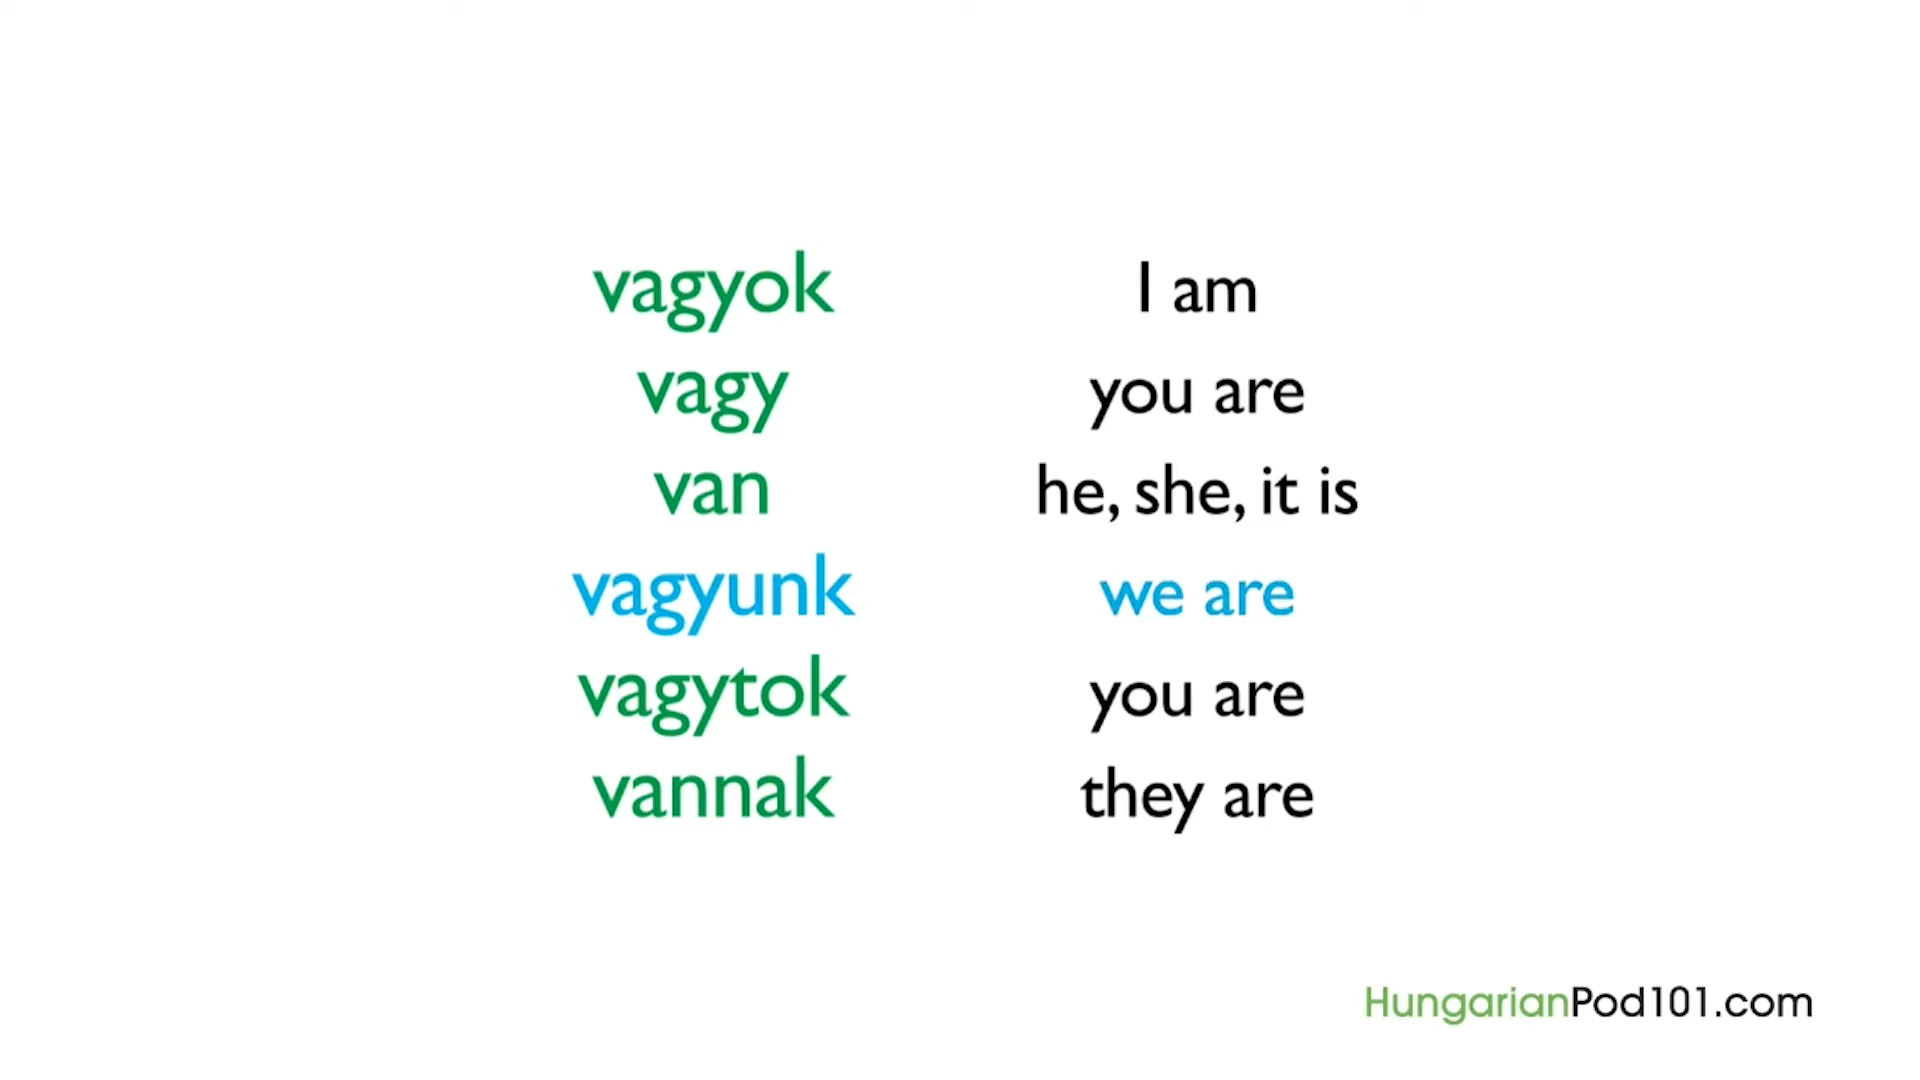 vagyok I am
vagy you are
van he, she, it is
vagyunk we are
vagytok you are
vannak they are
HungarianPod101.com